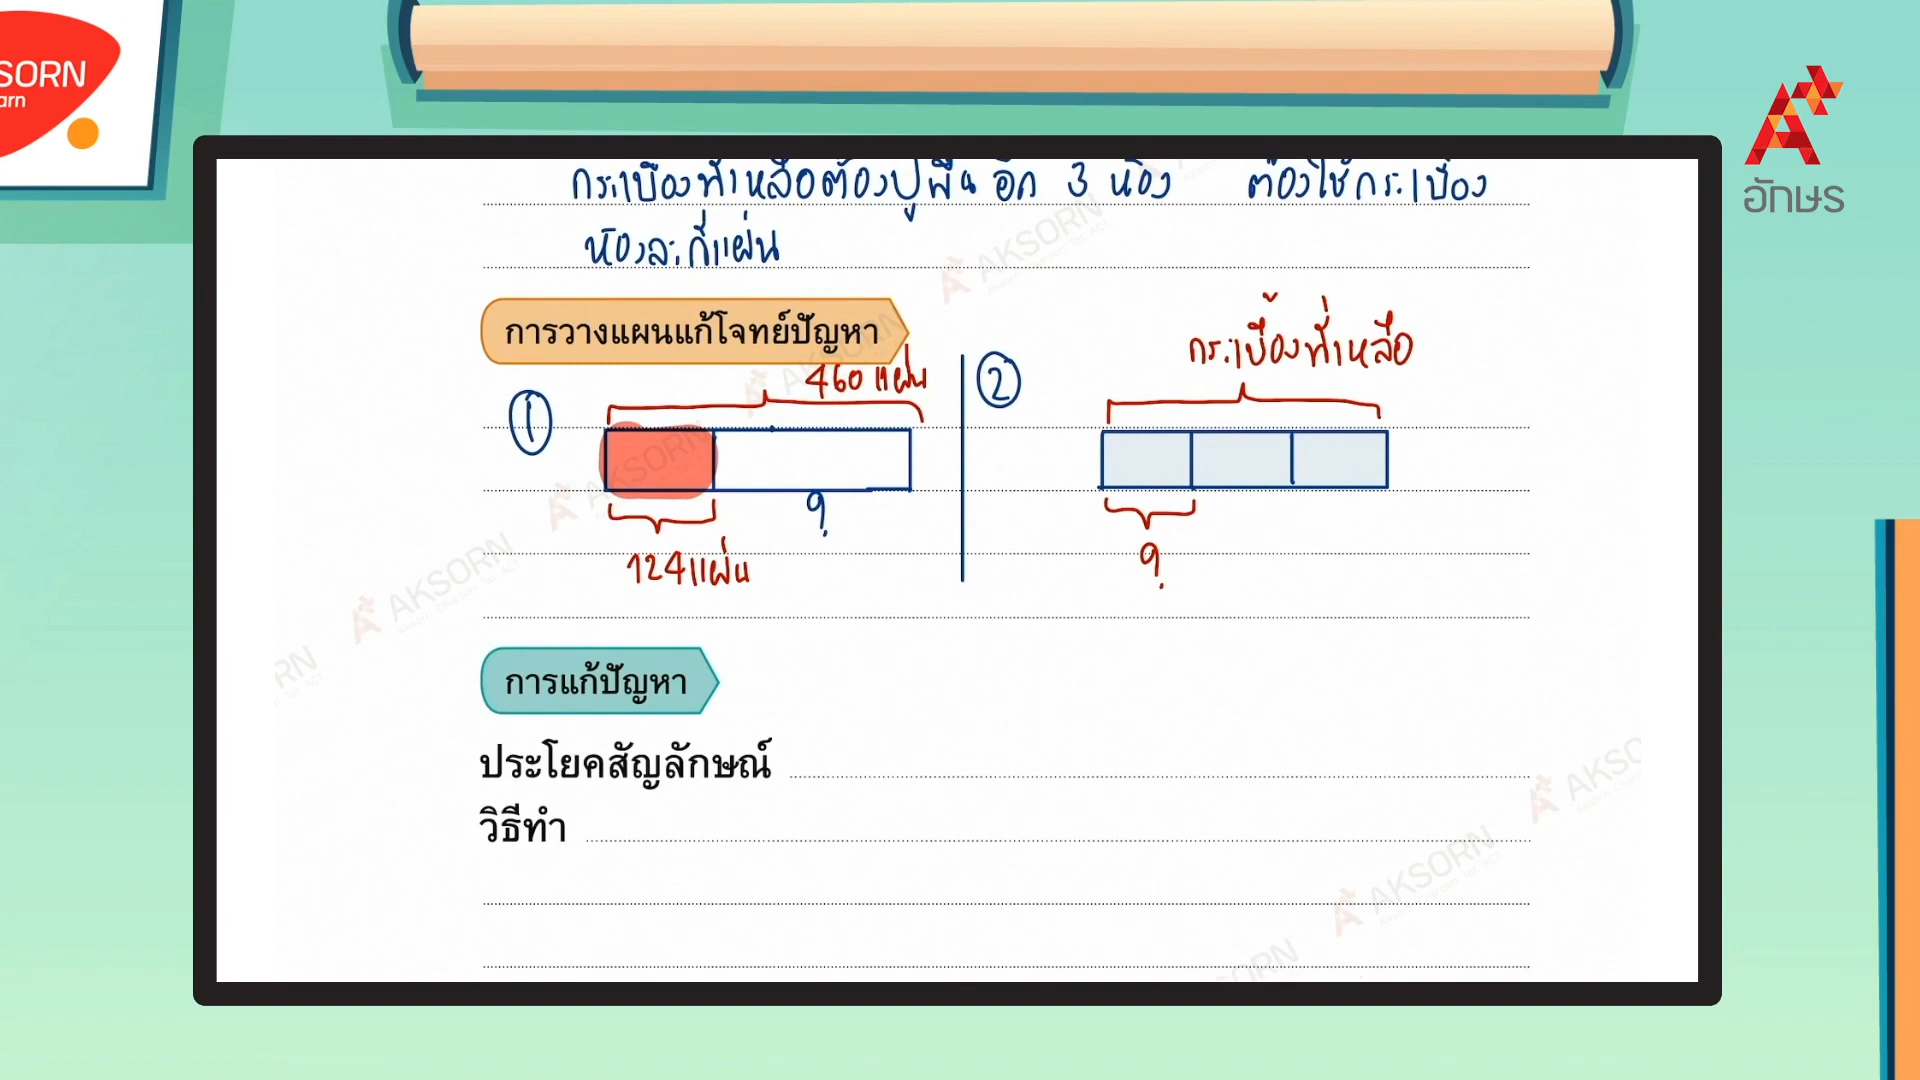 SORN
arn
อักษร
กระเบื้องที่เหลือต้องปูพื้นอีก 3 ห้อง ต้องใช้กระเบื้อง
ห้องละกี่แผ่น
การวางแผนแก้โจทย์ปัญหา
กระเบื้องที่เหลือ
460 แผ่น
1
2
?
124 แผ่น
?
การแก้ปัญหา
ประโยคสัญลักษณ์
วิธีทำ
AKSORN
AKSORN
AKSORN
AKSORN